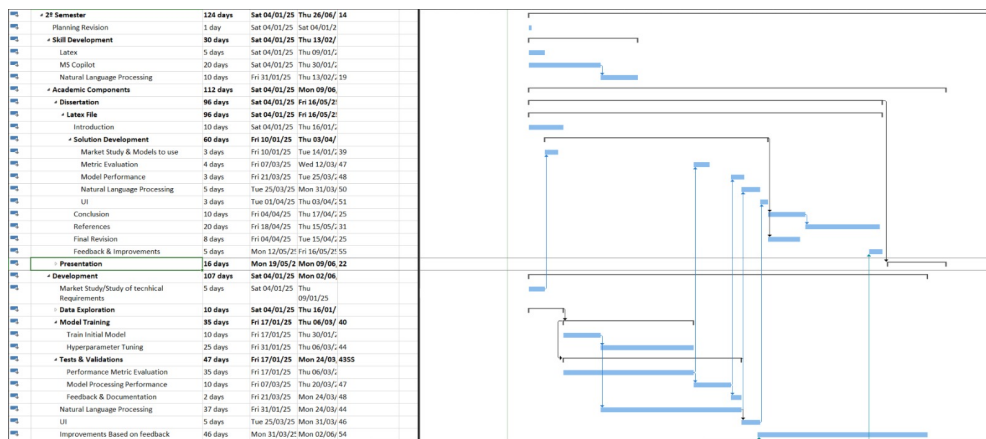 2º Semester 124 days Sat 04/01/25 Thu 26/06/ 14
Planning Revision 1 day Sat 04/01/25 Sat 04/01/2
Skill Development 30 days Sat 04/01/25 Thu 13/02/
Latex 5 days Sat 04/01/25 Thu 09/01/2
MS Copilot 20 days Sat 04/01/25 Thu 30/01/2
Natural Language Processing 10 days Fri 31/01/25 Thu 13/02/2 19
Academic Components 112 days Sat 04/01/25 Mon 09/06
Dissertation 96 days Sat 04/01/25 Fri 16/05/2
Latex File 96 days Sat 04/01/25 Fri 16/05/2
Introduction 10 days Sat 04/01/25 Thu 16/01/2
Solution Development 60 days Fri 10/01/25 Thu 03/04/
Market Study & Models to use 3 days Fri 10/01/25 Tue 14/01/2 39
Metric Evaluation 4 days Fri 07/03/25 Wed 12/03/ 47
Model Performance 3 days Fri 21/03/25 Tue 25/03/2 48
Natural Language Processing 5 days Tue 25/03/25 Mon 31/03/ 50
UI 3 days Tue 01/04/25 Thu 03/04/2 51
Conclusion 10 days Fri 04/04/25 Thu 17/04/2 25
References 20 days Fri 18/04/25 Thu 15/05/2 31
Final Revision 8 days Fri 04/04/25 Tue 15/04/2 25
Feedback & Improvements 5 days Mon 12/05/2 Fri 16/05/25 55
Presentation 16 days Mon 19/05/2 Mon 09/06 22
Development 107 days Sat 04/01/25 Mon 02/06
Market Study/Study of tecnhical 5 days Sat 04/01/25 Thu
Requirements 09/01/25
Data Exploration 10 days Sat 04/01/25 Thu 16/01/
Model Training 35 days Fri 17/01/25 Thu 06/03/ 40
Train Initial Model 10 days Fri 17/01/25 Thu 30/01/2
Hyperparameter Tuning 25 days Fri 31/01/25 Thu 06/03/2 44
Tests & Validations 47 days Fri 17/01/25 Mon 24/03 43SS
Performance Metric Evaluation 35 days Fri 17/01/25 Thu 06/03/2
Model Processing Performance 10 days Fri 07/03/25 Thu 20/03/2 47
Feedback & Documentation 2 days Fri 21/03/25 Mon 24/03/ 48
Natural Language Processing 37 days Fri 31/01/25 Mon 24/03/ 44
UI 5 days Tue 25/03/25 Mon 31/03/ 46
Improvements Based on feedback 46 days Mon 31/03/2 Mon 02/06/ 54